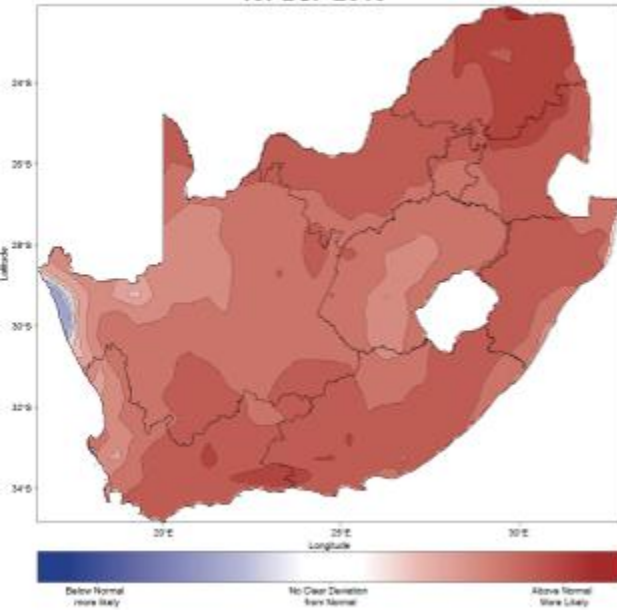 24°S
26°S
28°S
Latitude
30°S
32°S
34°S
20°E 25°E 30°E
Longitude
Below Normal No Clear Deviation Above Normal
more likely from Normal More Likely